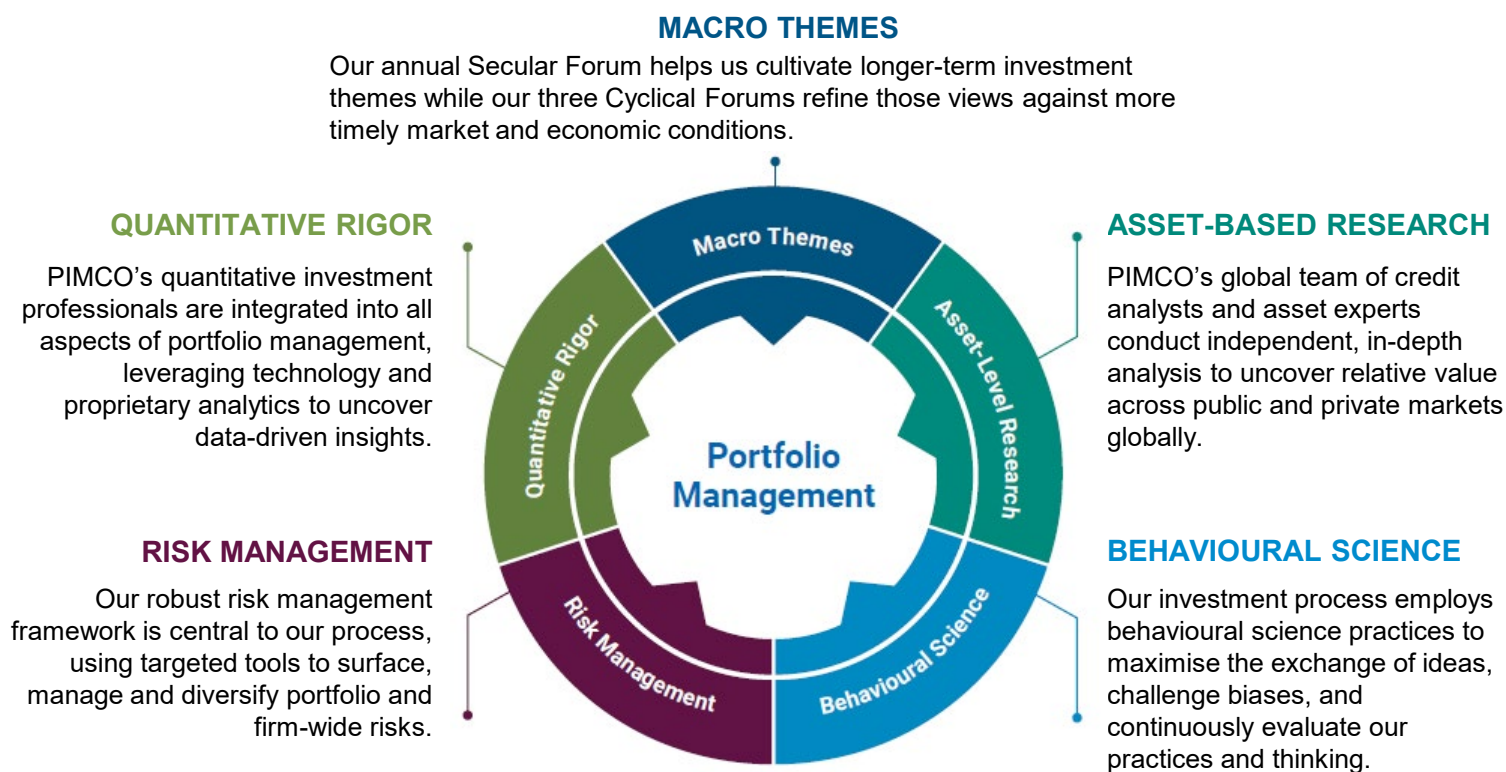 MACRO THEMES
Our annual Secular Forum helps us cultivate longer-term investment
themes while our three Cyclical Forums refine those views against more
timely market and economic conditions.
QUANTITATIVE RIGOR
PIMCO’s quantitative investment
professionals are integrated into all
aspects of portfolio management,
leveraging technology and
proprietary analytics to uncover
data-driven insights.
RISK MANAGEMENT
Our robust risk management
framework is central to our process,
using targeted tools to surface,
manage and diversify portfolio and
firm-wide risks.
Macro Themes
Quantitative Rigor
Asset-Level Research
Portfolio
Management
Risk Management
Behavioural Science
ASSET-BASED RESEARCH
PIMCO’s global team of credit
analysts and asset experts
conduct independent, in-depth
analysis to uncover relative value
across public and private markets
globally.
BEHAVIOURAL SCIENCE
Our investment process employs
behavioural science practices to
maximise the exchange of ideas,
challenge biases, and
continuously evaluate our
practices and thinking.